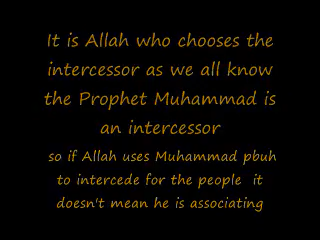 It is Allah who chooses the
intercessor as we all know
the Prophet Muhammad is
an intercessor
so if Allah uses Muhammad pbuh
to intercede for the people it
doesn't mean he is associating